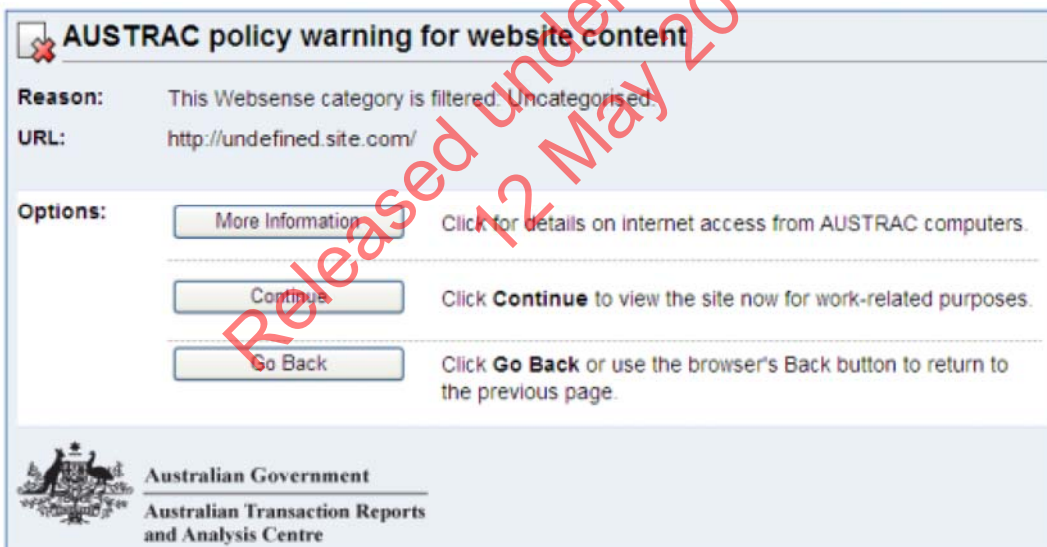 AUSTRAC policy warning for website content
Reason: This Websense category is filtered. Uncategorised.
URL: http://undefined.site.com/
Options: More Information Click for details on internet access from AUSTRAC computers.
Continue Click Continue to view the site now for work-related purposes.
Go Back Click Go Back or use the browser's Back button to return to
the previous page.
Australian Government
Australian Transaction Reports
and Analysis Centre
Released under
12 May 20